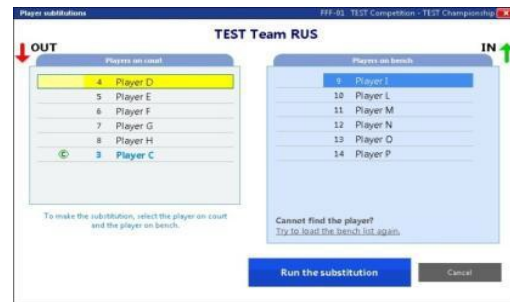 Player subtitutions
FFF-01 TEST Competition - TEST Championship
TEST Team RUS
OUT
IN
Players on court
4 Player D
5 Player E
6 Player F
7 Player G
8 Player H
© 3 Player C
To make the substitution, select the player on court
and the player on bench.
Players on bench
9 Player I
10 Player L
11 Player M
12 Player N
13 Player O
14 Player P
Cannot find the player?
Try to load the bench list again.
Run the substitution
Cancel